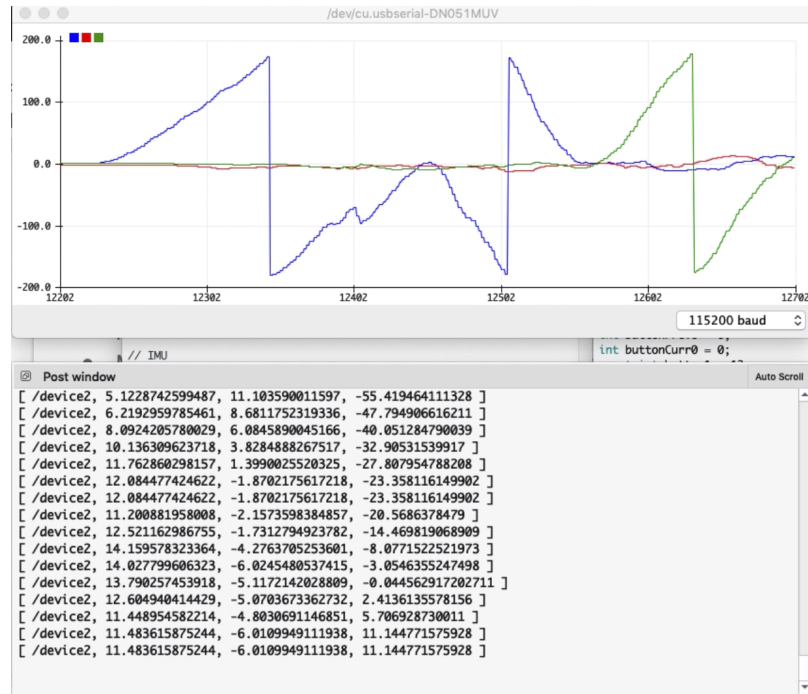 /dev/cu.usbserial-DN051MUV
200.0
100.0
0.0
-100.0
-200.0
12202 12302 12402 12502 12602 12702
115200 baud
// IMU
int buttonCurr0 = 0;
Post window Auto Scroll
[ /device2, 5.1228742599487, 11.103590011597, -55.419464111328 ]
[ /device2, 6.2192959785461, 8.6811752319336, -47.794906616211 ]
[ /device2, 8.0924205780029, 6.0845890045166, -40.051284790039 ]
[ /device2, 10.136309623718, 3.8284888267517, -32.90531539917 ]
[ /device2, 11.762860298157, 1.3990025520325, -27.807954788208 ]
[ /device2, 12.084477424622, -1.8702175617218, -23.358116149902 ]
[ /device2, 12.084477424622, -1.8702175617218, -23.358116149902 ]
[ /device2, 11.200881958008, -2.1573598384857, -20.5686378479 ]
[ /device2, 12.521162986755, -1.7312794923782, -14.469819068909 ]
[ /device2, 14.159578323364, -4.2763705253601, -8.0771522521973 ]
[ /device2, 14.027799606323, -6.0245480537415, -3.0546355247498 ]
[ /device2, 13.790257453918, -5.1172142028809, -0.044562917202711 ]
[ /device2, 12.604940414429, -5.0703673362732, 2.4136135578156 ]
[ /device2, 11.448954582214, -4.8030691146851, 5.706928730011 ]
[ /device2, 11.483615875244, -6.0109949111938, 11.144771575928 ]
[ /device2, 11.483615875244, -6.0109949111938, 11.144771575928 ]